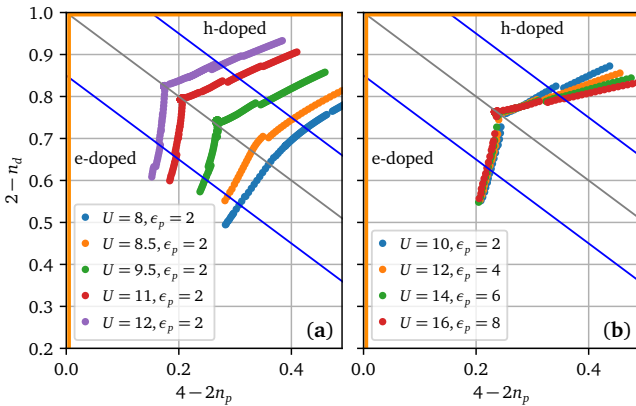 1.0
0.9
0.8
0.7
0.6
0.5
0.4
0.3
0.2
0.0
0.2
0.4
2 − n_d
4 − 2n_p
h-doped
e-doped
U = 8, ϵ_p = 2
U = 8.5, ϵ_p = 2
U = 9.5, ϵ_p = 2
U = 11, ϵ_p = 2
U = 12, ϵ_p = 2
(a)
h-doped
e-doped
U = 10, ϵ_p = 2
U = 12, ϵ_p = 4
U = 14, ϵ_p = 6
U = 16, ϵ_p = 8
(b)
0.0
0.2
0.4
4 − 2n_p